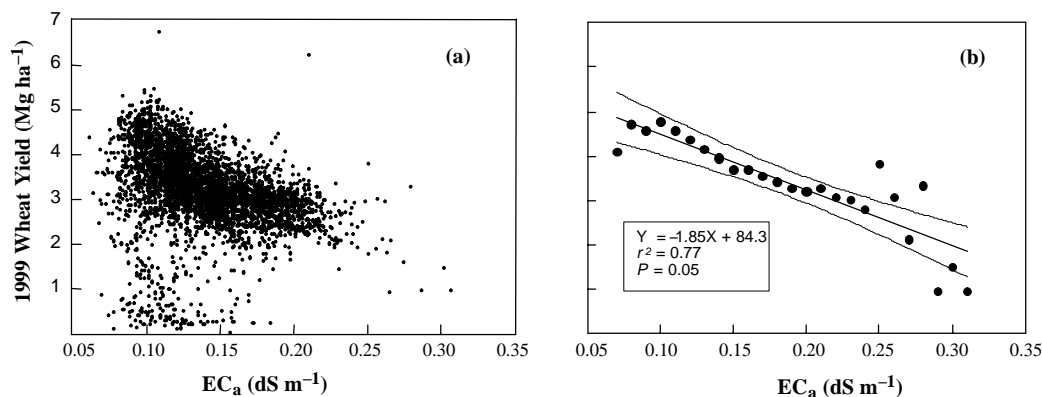 1999 Wheat Yield (Mg ha⁻¹)
7
6
5
4
3
2
1
(a)
0.05 0.10 0.15 0.20 0.25 0.30 0.35
ECₐ (dS m⁻¹)
(b)
Y = –1.85X + 84.3
r² = 0.77
P = 0.05
0.05 0.10 0.15 0.20 0.25 0.30 0.35
ECₐ (dS m⁻¹)